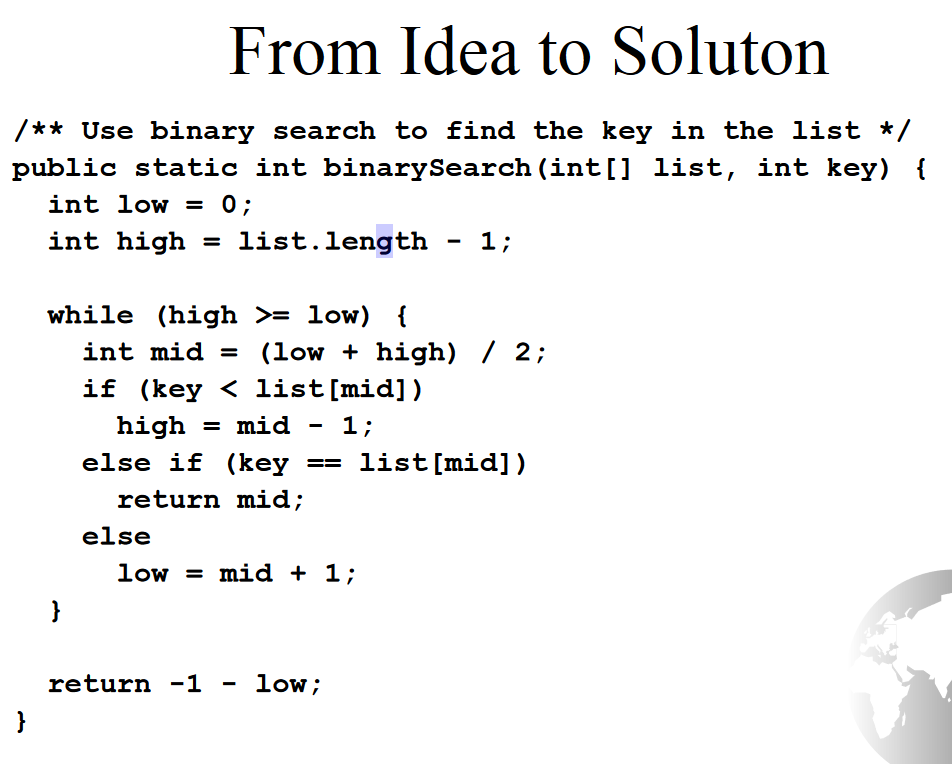 From Idea to Soluton
/** Use binary search to find the key in the list */
public static int binarySearch(int[] list, int key) {
  int low = 0;
  int high = list.length - 1;

  while (high >= low) {
    int mid = (low + high) / 2;
    if (key < list[mid])
      high = mid - 1;
    else if (key == list[mid])
      return mid;
    else
      low = mid + 1;
  }

  return -1 - low;
}